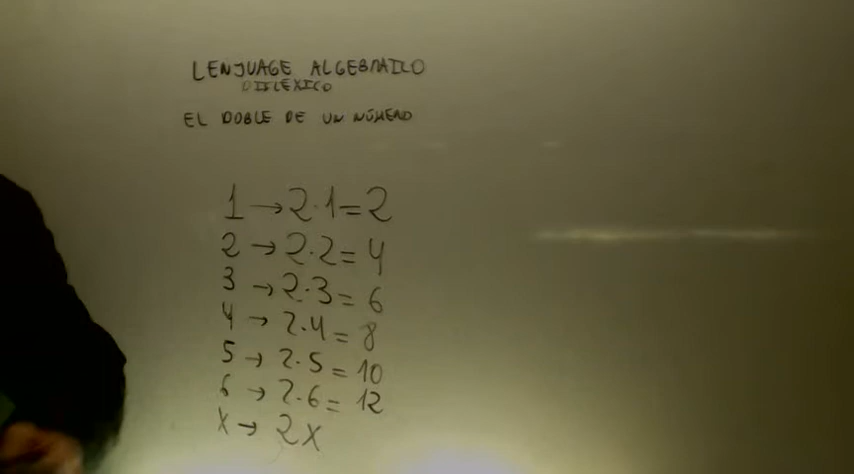 LENJUAGE ALGEBRAICO
DISLÉXICO
EL DOBLE DE UN NÚMERO
1 → 2·1=2
2 → 2·2=4
3 → 2·3=6
4 → 2·4=8
5 → 2·5=10
6 → 2·6=12
X → 2X